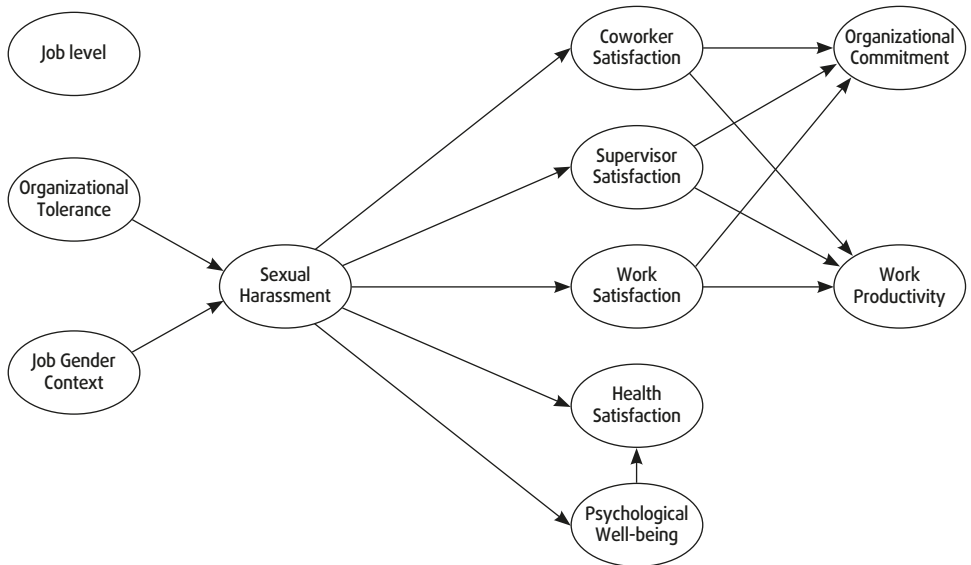 Job level
Organizational
Tolerance
Job Gender
Context
Sexual
Harassment
Coworker
Satisfaction
Supervisor
Satisfaction
Work
Satisfaction
Health
Satisfaction
Psychological
Well-being
Organizational
Commitment
Work
Productivity